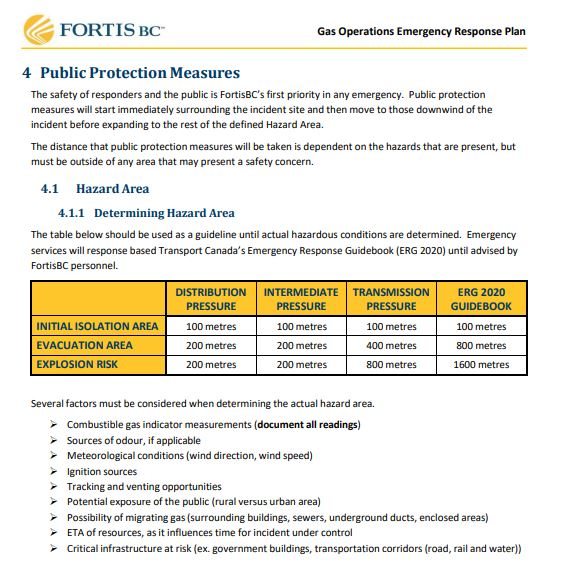 FORTIS BC™
Gas Operations Emergency Response Plan
4 Public Protection Measures
The safety of responders and the public is FortisBC's first priority in any emergency. Public protection
measures will start immediately surrounding the incident site and then move to those downwind of the
incident before expanding to the rest of the defined Hazard Area.
The distance that public protection measures will be taken is dependent on the hazards that are present, but
must be outside of any area that may present a safety concern.
4.1 Hazard Area
4.1.1 Determining Hazard Area
The table below should be used as a guideline until actual hazardous conditions are determined. Emergency
services will response based Transport Canada's Emergency Response Guidebook (ERG 2020) until advised by
FortisBC personnel.
DISTRIBUTION INTERMEDIATE TRANSMISSION ERG 2020
PRESSURE PRESSURE PRESSURE GUIDEBOOK
INITIAL ISOLATION AREA 100 metres 100 metres 100 metres 100 metres
EVACUATION AREA 200 metres 200 metres 400 metres 800 metres
EXPLOSION RISK 200 metres 200 metres 800 metres 1600 metres
Several factors must be considered when determining the actual hazard area.
➢ Combustible gas indicator measurements (document all readings)
➢ Sources of odour, if applicable
➢ Meteorological conditions (wind direction, wind speed)
➢ Ignition sources
➢ Tracking and venting opportunities
➢ Potential exposure of the public (rural versus urban area)
➢ Possibility of migrating gas (surrounding buildings, sewers, underground ducts, enclosed areas)
➢ ETA of resources, as it influences time for incident under control
➢ Critical infrastructure at risk (ex. government buildings, transportation corridors (road, rail and water))